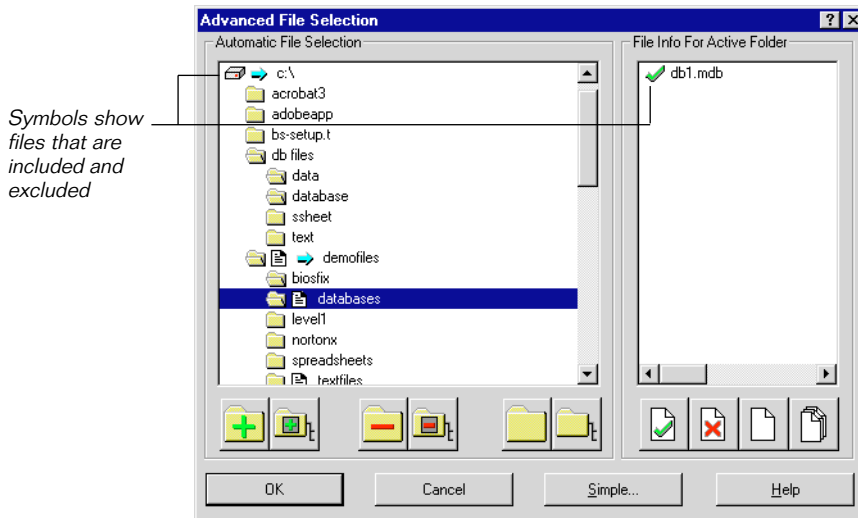 Advanced File Selection
Automatic File Selection
File Info For Active Folder
c:\
acrobat3
adobeapp
bs-setup.t
db files
data
database
ssheet
text
demofiles
biosfix
databases
level1
nortonx
spreadsheets
textfiles
db1.mdb
Symbols show
files that are
included and
excluded
OK
Cancel
Simple...
Help